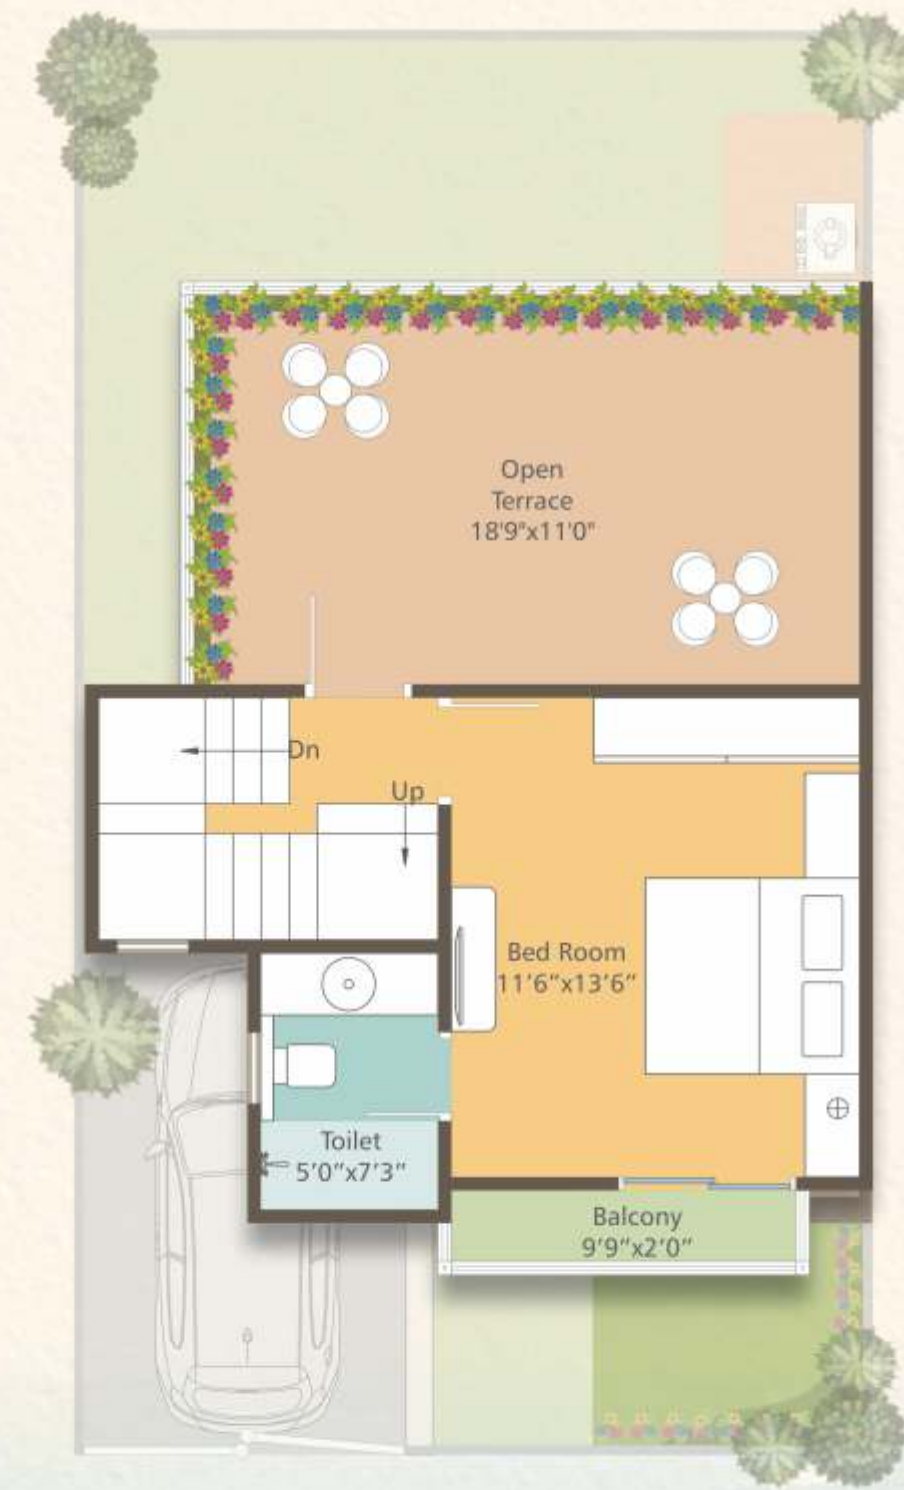 Open
Terrace
18'9"x11'0"
Dn
Up
Bed Room
11'6"x13'6"
Toilet
5'0"x7'3"
Balcony
9'9"x2'0"